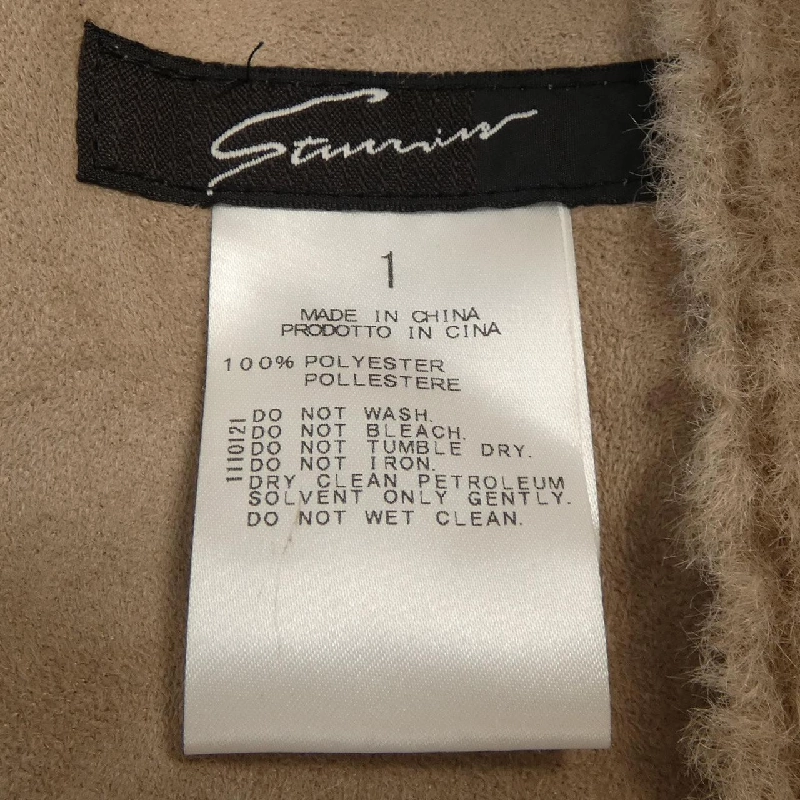 Stunning
1
MADE IN CHINA
PRODOTTO IN CINA
100% POLYESTER
POLLESTERE
1110121
DO NOT WASH.
DO NOT BLEACH.
DO NOT TUMBLE DRY.
DO NOT IRON.
DRY CLEAN PETROLEUM
SOLVENT ONLY GENTLY.
DO NOT WET CLEAN.